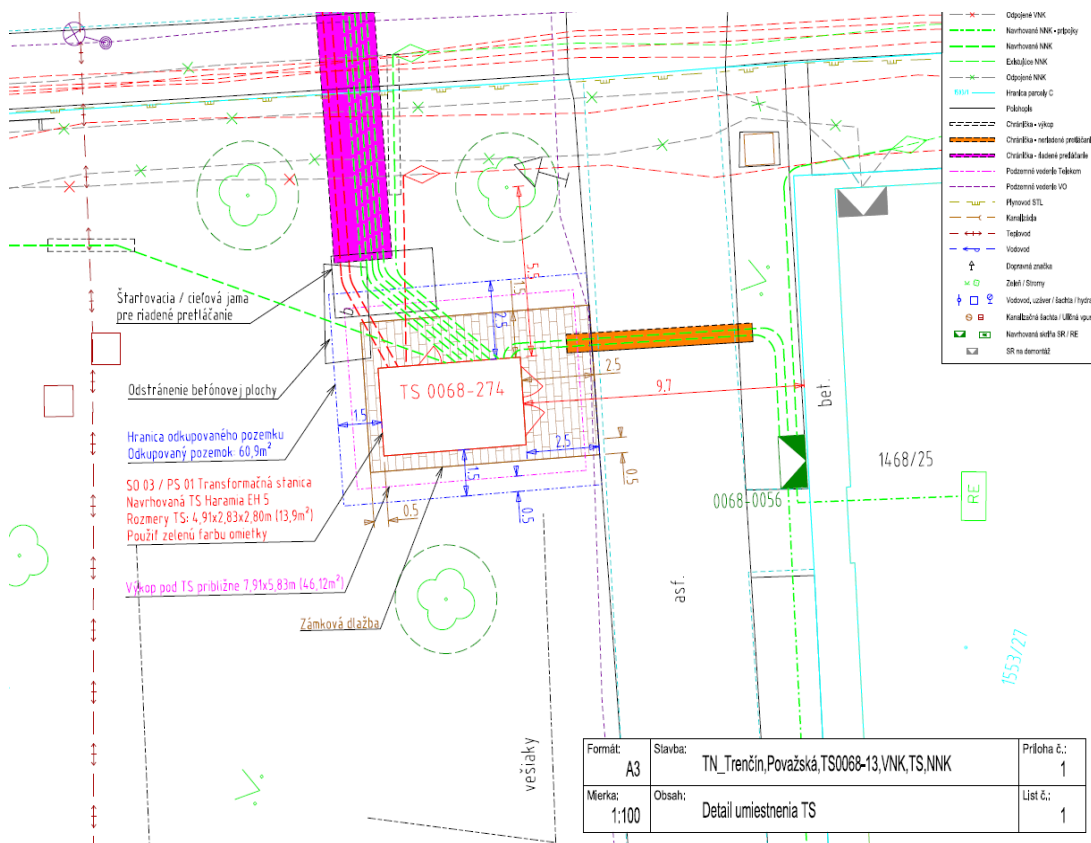 Odpojené VNK
Navrhované NNK - prípojky
Navrhované NNK
Exitujúce NNK
Odpojené NNK
Hranica parcely C
Polohopis
Chránička - výkop
Chránička - neriadené pretláčanie
Chránička - riadené pretláčanie
Podzemné vedenie Telekom
Podzemné vedenie VO
Plynovod STL
Kanalizácia
Teplovod
Vodovod
Dopravná značka
Zeleň / Stromy
Vodovod, uzáver / šachta / hydra
Kanalizačná šachta / Uličná vpus
Navrhovaná skriňa SR / RE
SR na demontáž
Štartovacia / cieľová jama
pre riadené pretláčanie
Odstránenie betónovej plochy
Hranica odkupovaného pozemku
Odkupovaný pozemok: 60,9m²
SO 03 / PS 01 Transformačná stanica
Navrhovaná TS Haramia EH 5
Rozmery TS: 4,91x2,83x2,80m (13,9m²)
Použiť zelenú farbu omietky
Výkop pod TS približne 7,91x5,83m (46,12m²)
Zámková dlažba
TS 0068-274
5.5
1.5
2.5
2.5
9.7
1.5
2.5
1.5
0.5
0.5
0.5
bet.
1468/25
0068-0056
RE
asf.
1553/27
vešiaky
Formát:
A3
Stavba:
TN_Trenčín,Považská,TS0068-13,VNK,TS,NNK
Príloha č.:
1
Mierka:
1:100
Obsah:
Detail umiestnenia TS
List č.:
1